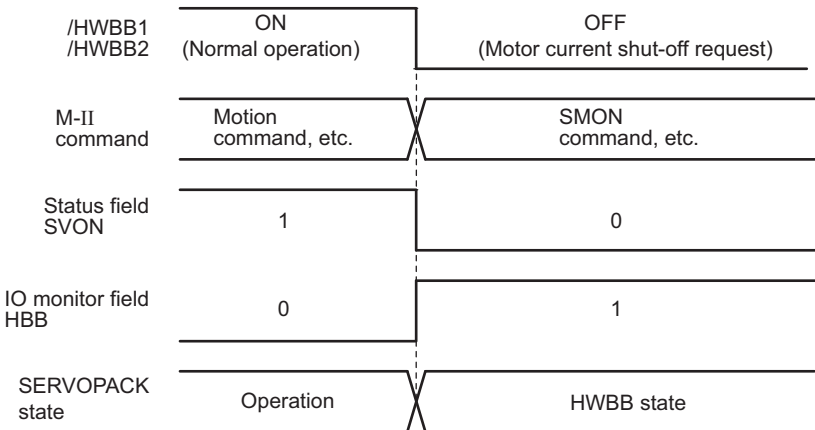 /HWBB1
/HWBB2
ON
(Normal operation)
OFF
(Motor current shut-off request)
M-II
command
Motion
command, etc.
SMON
command, etc.
Status field
SVON
1
0
IO monitor field
HBB
0
1
SERVOPACK
state
Operation
HWBB state